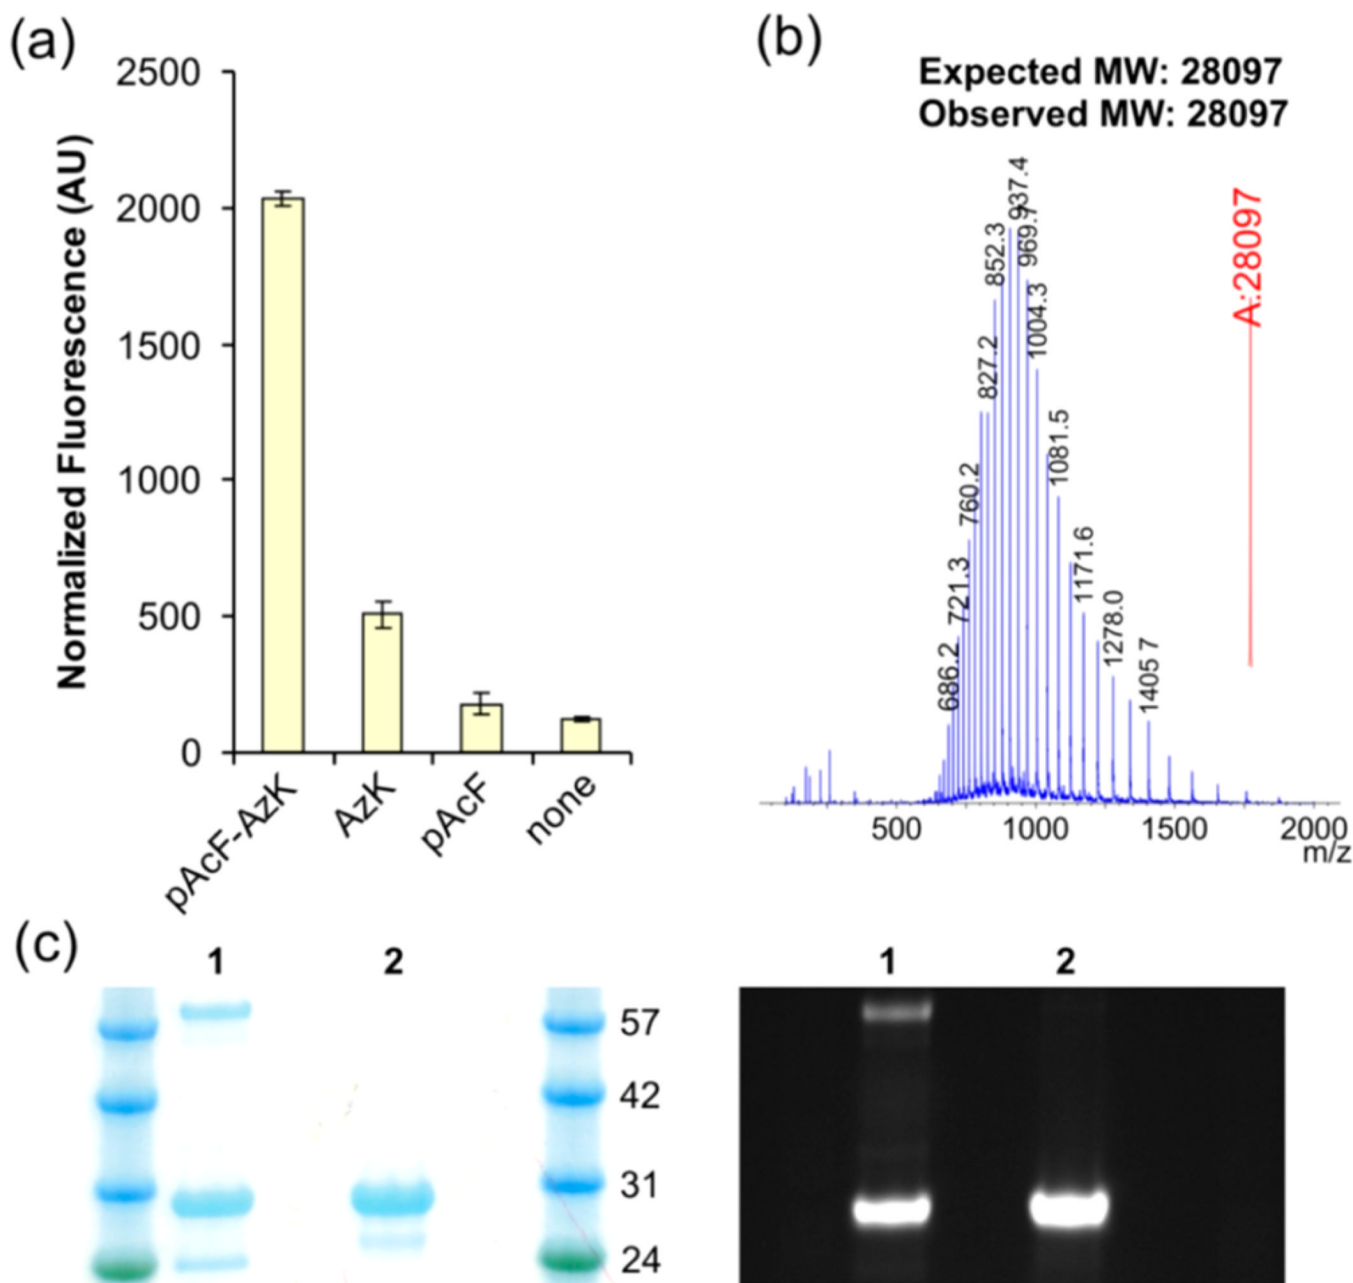 (a)
2500
2000
1500
1000
500
0
Normalized Fluorescence (AU)
pAcF-AzK
AzK
pAcF
none
(b)
Expected MW: 28097
Observed MW: 28097
686.2
721.3
760.2
827.2
852.3
937.4
969.7
1004.3
1081.5
1171.6
1278.0
1405 7
A:28097
500
1000
1500
2000
m/z
(c)
1
2
57
42
31
24
1
2